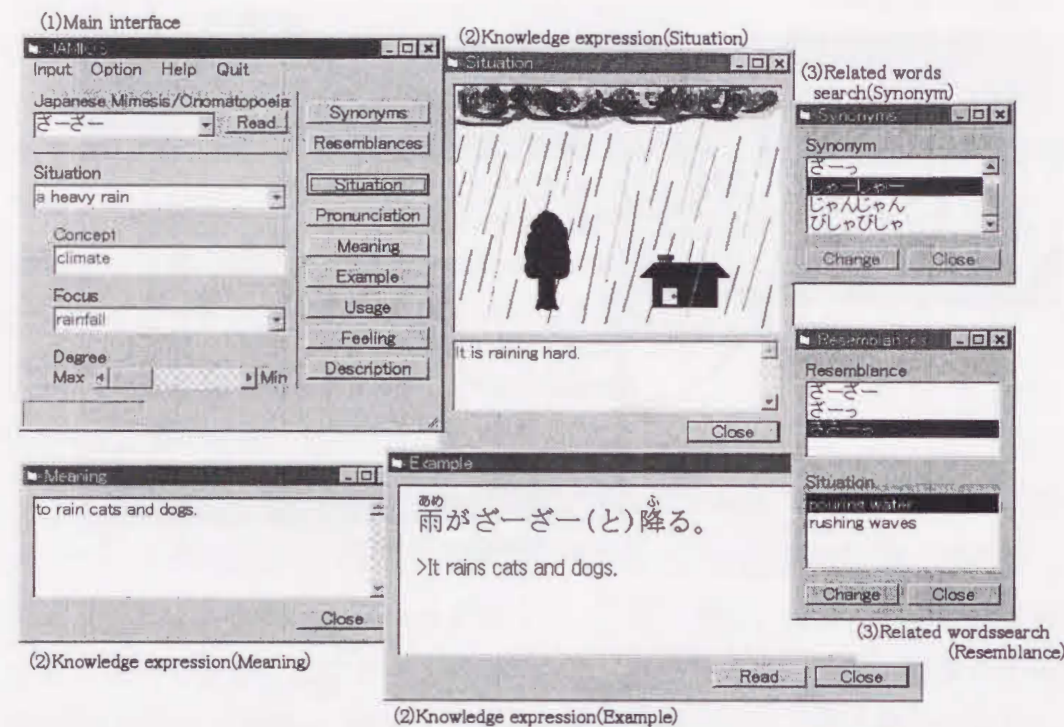 (1)Main interface
JAMIOS
Input Option Help Quit
Japanese Mimesis/Onomatopoeia
ざーざー
Read
Situation
a heavy rain
Concept
climate
Focus
rainfall
Degree
Max
Min
Synonyms
Resemblances
Situation
Pronunciation
Meaning
Example
Usage
Feeling
Description
(2)Knowledge expression(Situation)
Situation
It is raining hard.
Close
(3)Related words
search(Synonym)
Synonyms
Synonym
ざーっ
じゃーじゃー
じゃんじゃん
びしゃびしゃ
Change
Close
Resemblances
Resemblance
ざーざー
ざーっ
Situation
pouring water
rushing waves
Change
Close
(3)Related wordssearch
(Resemblance)
Meaning
to rain cats and dogs.
Close
(2)Knowledge expression(Meaning)
Example
あめ ふ
雨がざーざー(と)降る。
>It rains cats and dogs.
Read
Close
(2)Knowledge expression(Example)